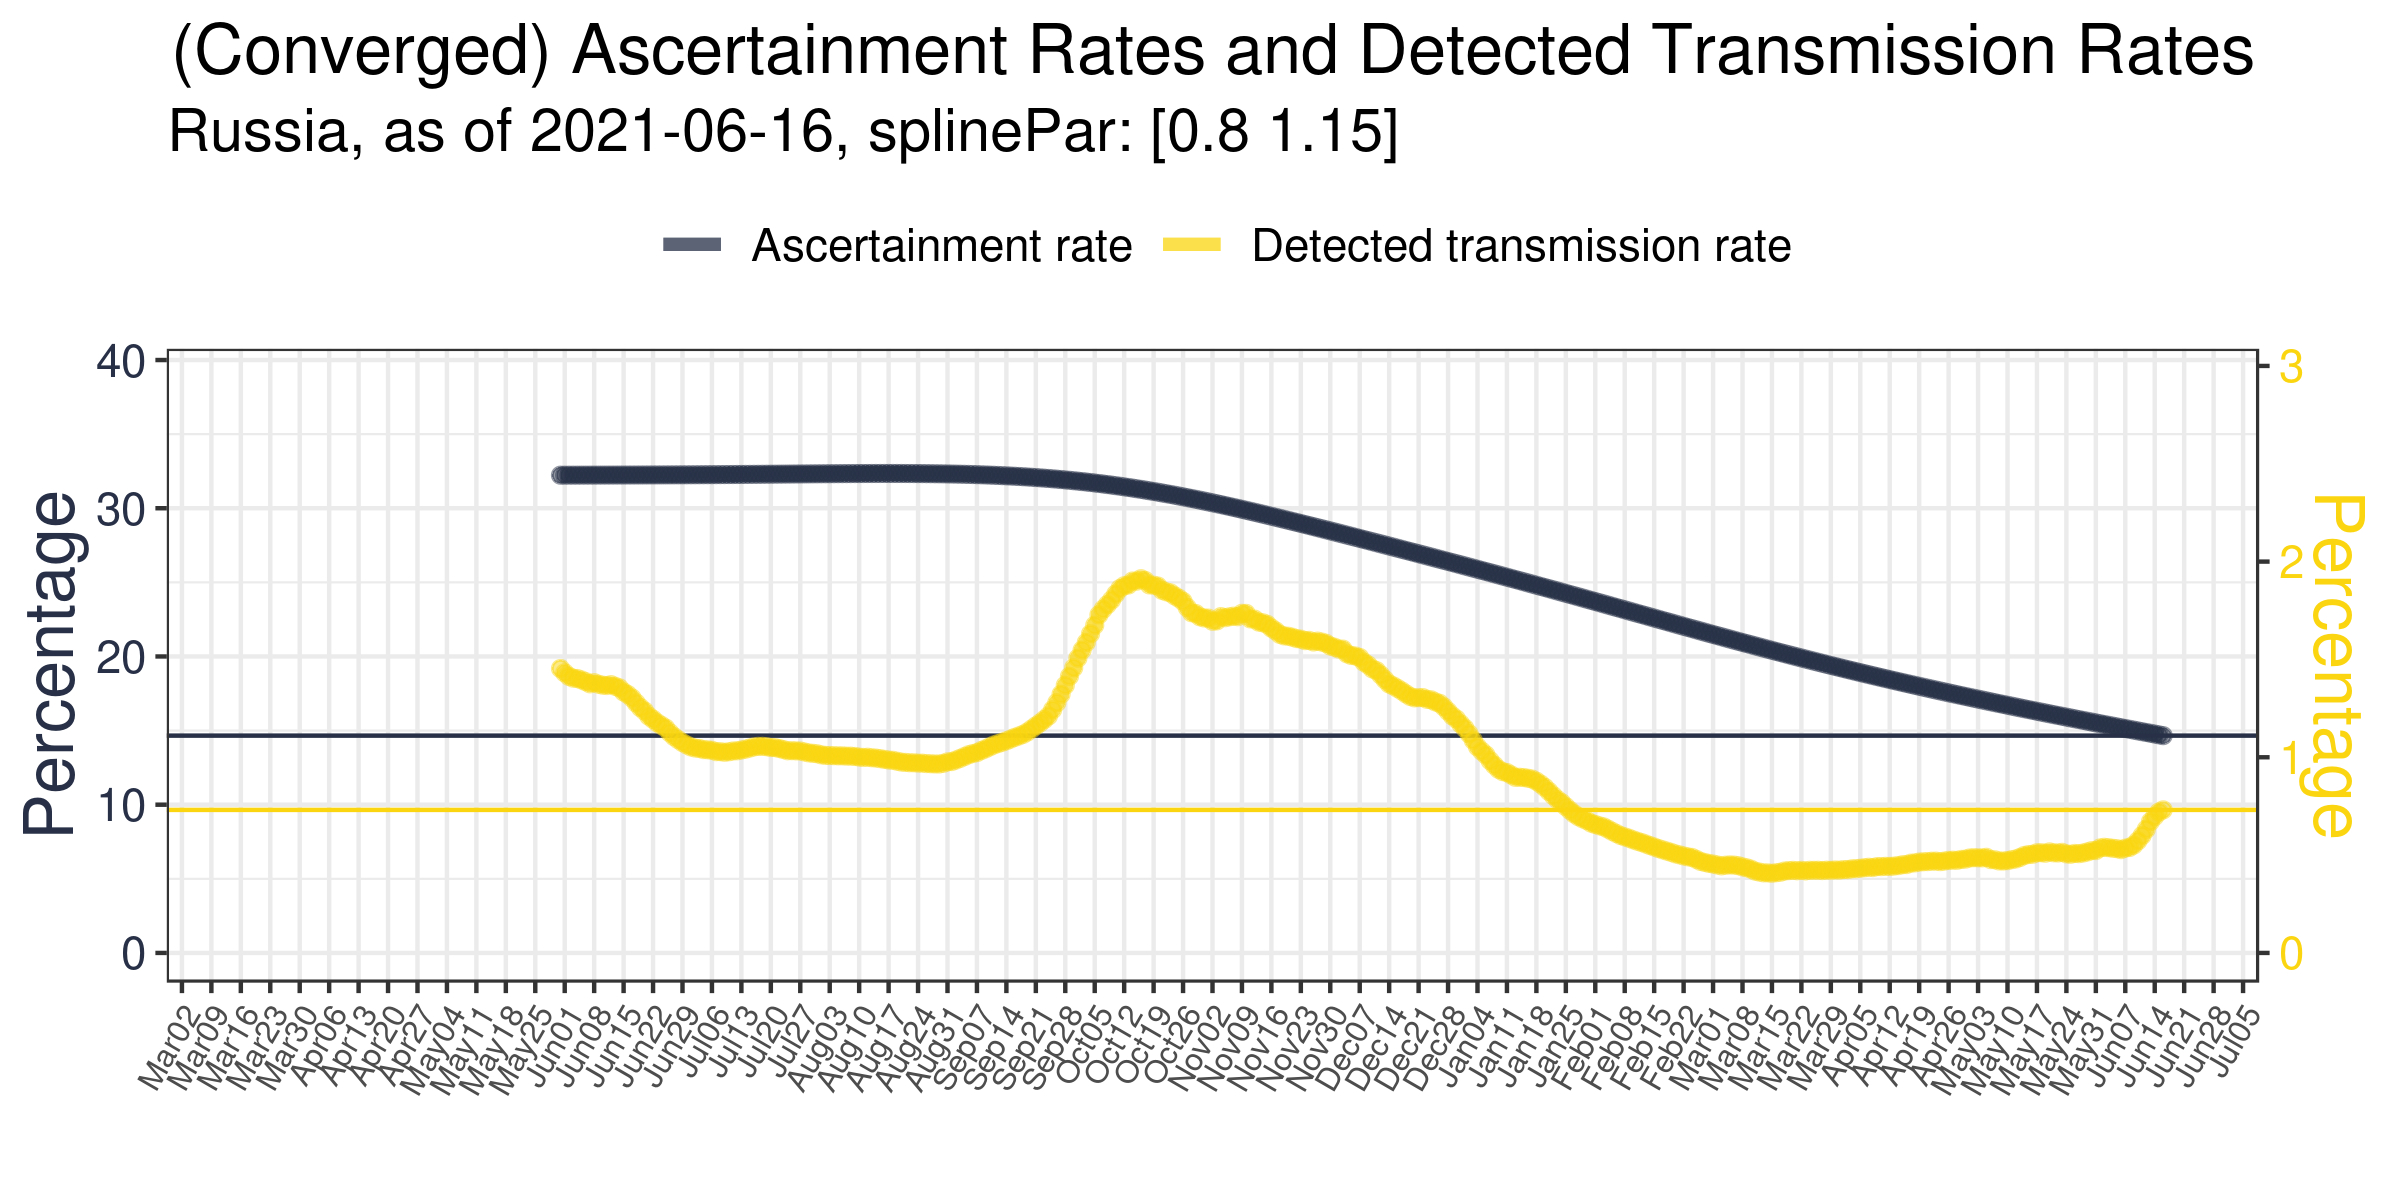 (Converged) Ascertainment Rates and Detected Transmission Rates
Russia, as of 2021-06-16, splinePar: [0.8 1.15]
Ascertainment rate
Detected transmission rate
Percentage
40
30
20
10
0
3
2
1
0
Percentage
Mar02
Mar09
Mar16
Mar23
Mar30
Apr06
Apr13
Apr20
Apr27
May04
May11
May18
May25
Jun01
Jun08
Jun15
Jun22
Jun29
Jul06
Jul13
Jul20
Jul27
Aug03
Aug10
Aug17
Aug24
Aug31
Sep07
Sep14
Sep21
Sep28
Oct05
Oct12
Oct19
Oct26
Nov02
Nov09
Nov16
Nov23
Nov30
Dec07
Dec14
Dec21
Dec28
Jan04
Jan11
Jan18
Jan25
Feb01
Feb08
Feb15
Feb22
Mar01
Mar08
Mar15
Mar22
Mar29
Apr05
Apr12
Apr19
Apr26
May03
May10
May17
May24
May31
Jun07
Jun14
Jun21
Jun28
Jul05